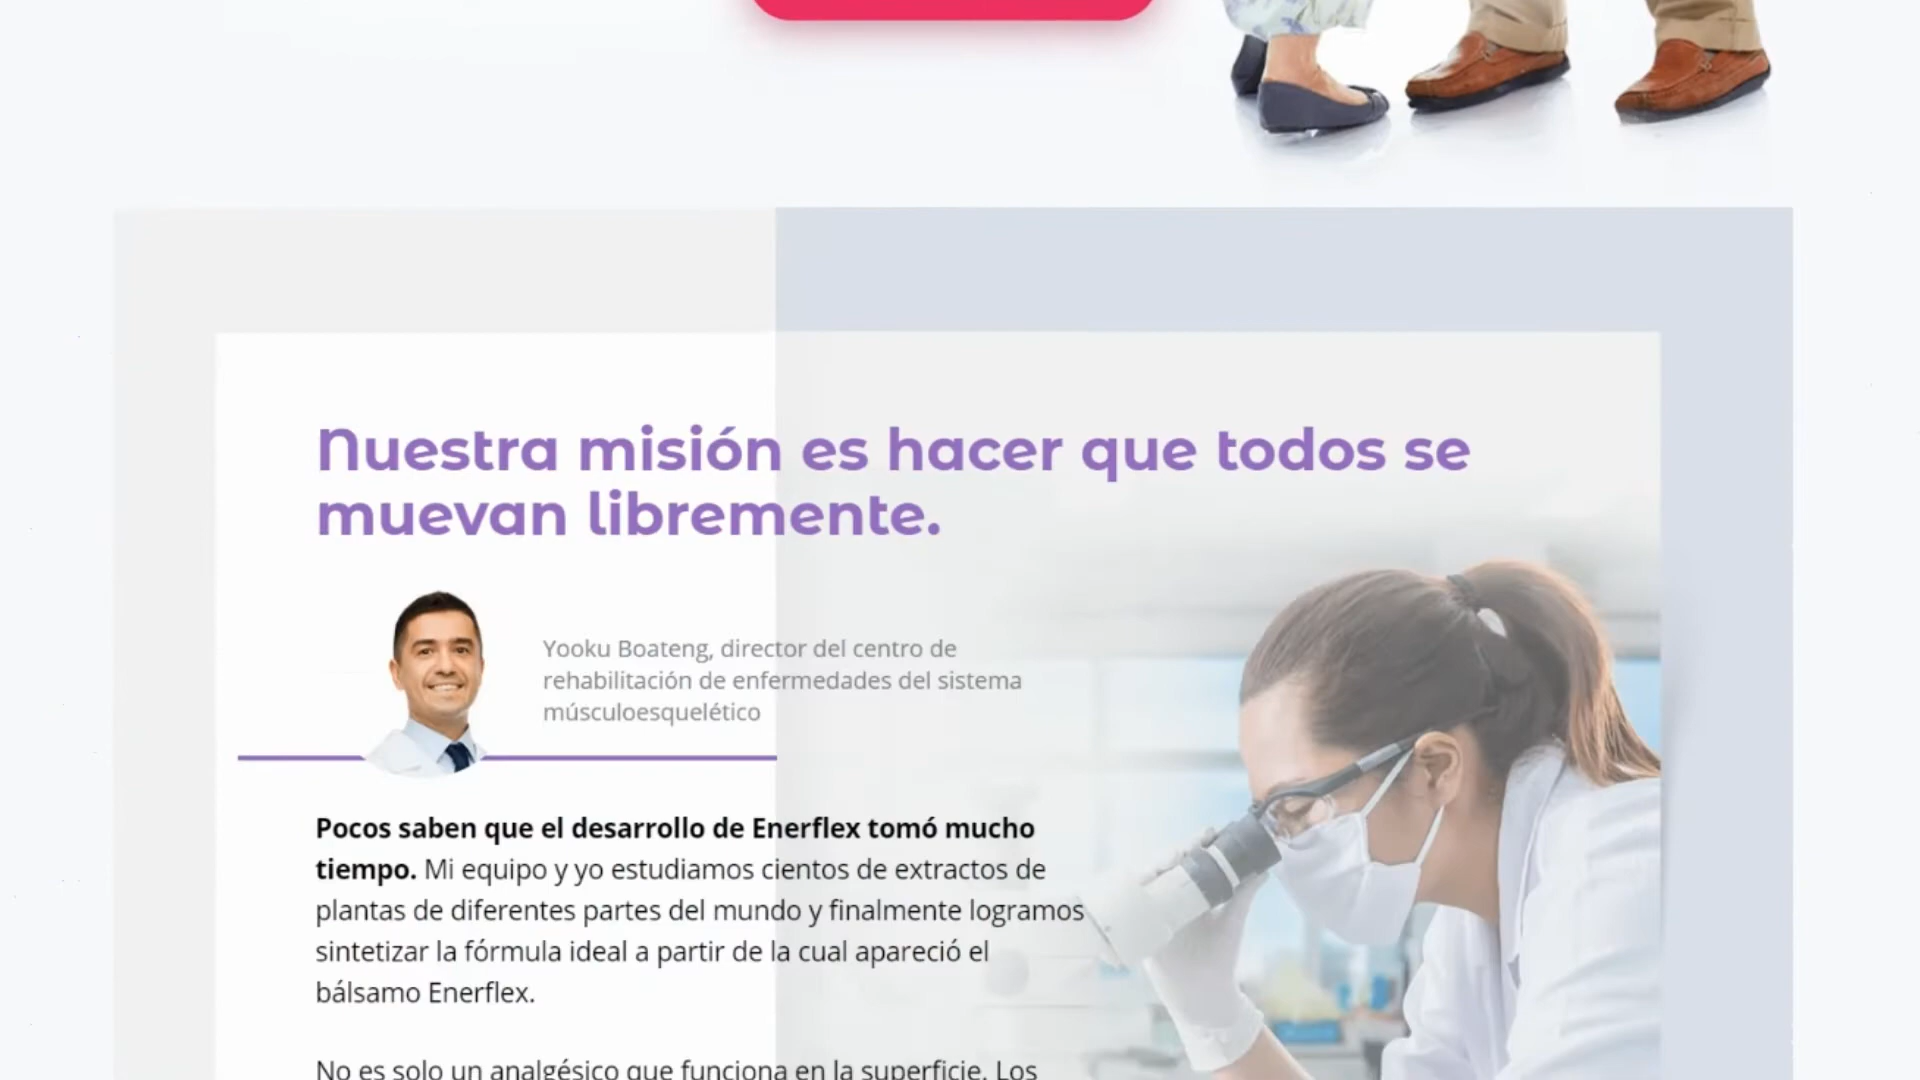 Nuestra misión es hacer que todos se
muevan libremente.
Yooku Boateng, director del centro de
rehabilitación de enfermedades del sistema
músculoesquelético
Pocos saben que el desarrollo de Enerflex tomó mucho
tiempo. Mi equipo y yo estudiamos cientos de extractos de
plantas de diferentes partes del mundo y finalmente logramos
sintetizar la fórmula ideal a partir de la cual apareció el
bálsamo Enerflex.
No es solo un analgésico que funciona en la superficie. Los